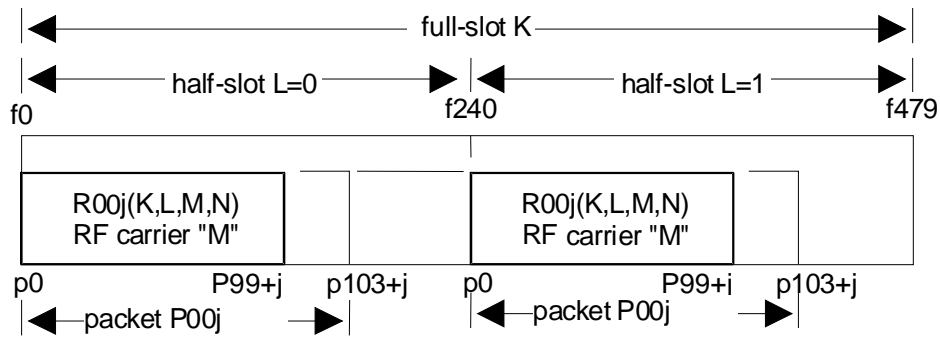 full-slot K
half-slot L=0
half-slot L=1
f0
f240
f479
R00j(K,L,M,N)
RF carrier "M"
R00j(K,L,M,N)
RF carrier "M"
p0
P99+j
p103+j
p0
P99+j
p103+j
packet P00j
packet P00j